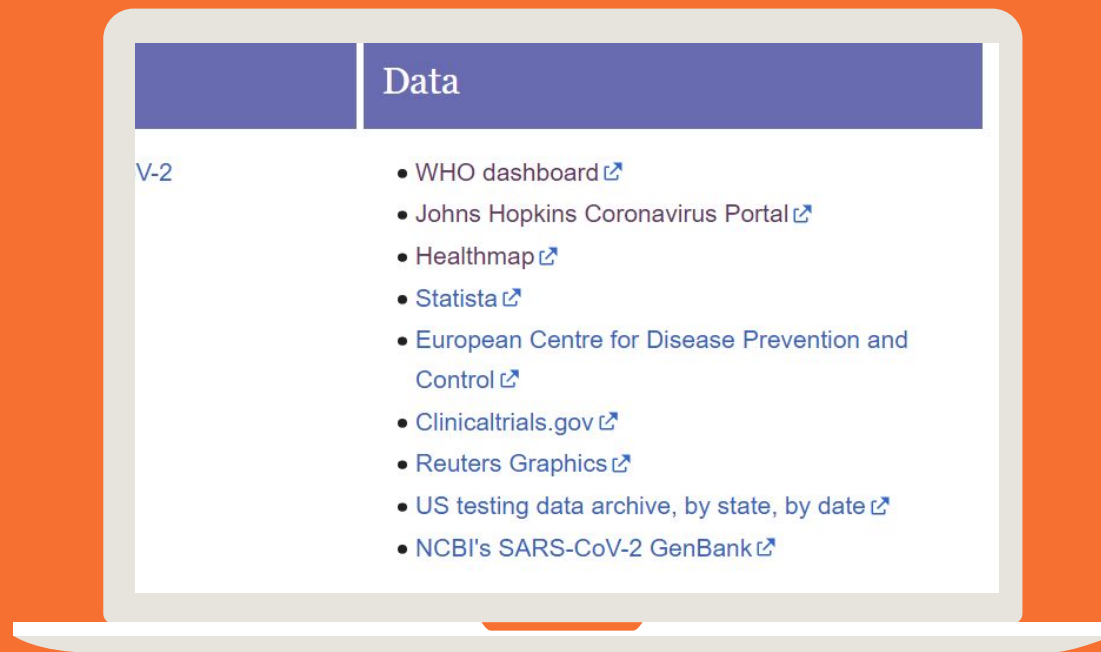 Data
V-2
WHO dashboard
Johns Hopkins Coronavirus Portal
Healthmap
Statista
European Centre for Disease Prevention and
Control
Clinicaltrials.gov
Reuters Graphics
US testing data archive, by state, by date
NCBI's SARS-CoV-2 GenBank